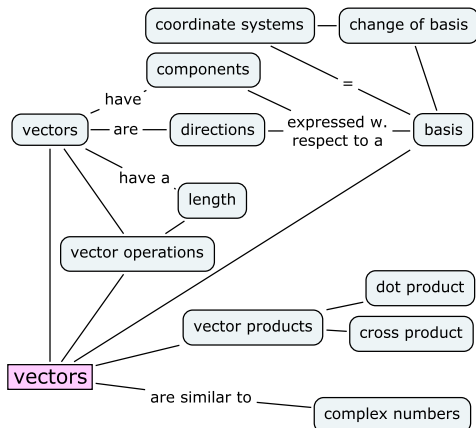 coordinate systems
change of basis
components
=
have
vectors
are
directions
expressed w.
respect to a
basis
have a
length
vector operations
dot product
vector products
cross product
vectors
are similar to
complex numbers